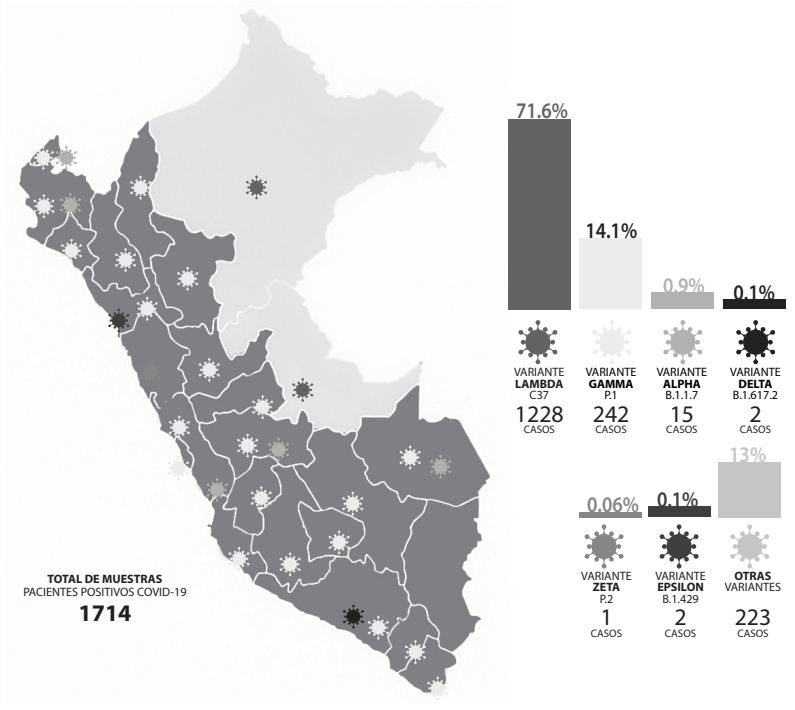 71.6%
14.1%
0.9%
0.1%
VARIANTE
LAMBDA
C37
1228
CASOS
VARIANTE
GAMMA
P.1
242
CASOS
VARIANTE
ALPHA
B.1.1.7
15
CASOS
VARIANTE
DELTA
B.1.617.2
2
CASOS
0.06%
0.1%
13%
VARIANTE
ZETA
P.2
1
CASOS
VARIANTE
EPSILON
B.1.429
2
CASOS
OTRAS
VARIANTES
223
CASOS
TOTAL DE MUESTRAS
PACIENTES POSITIVOS COVID-19
1714